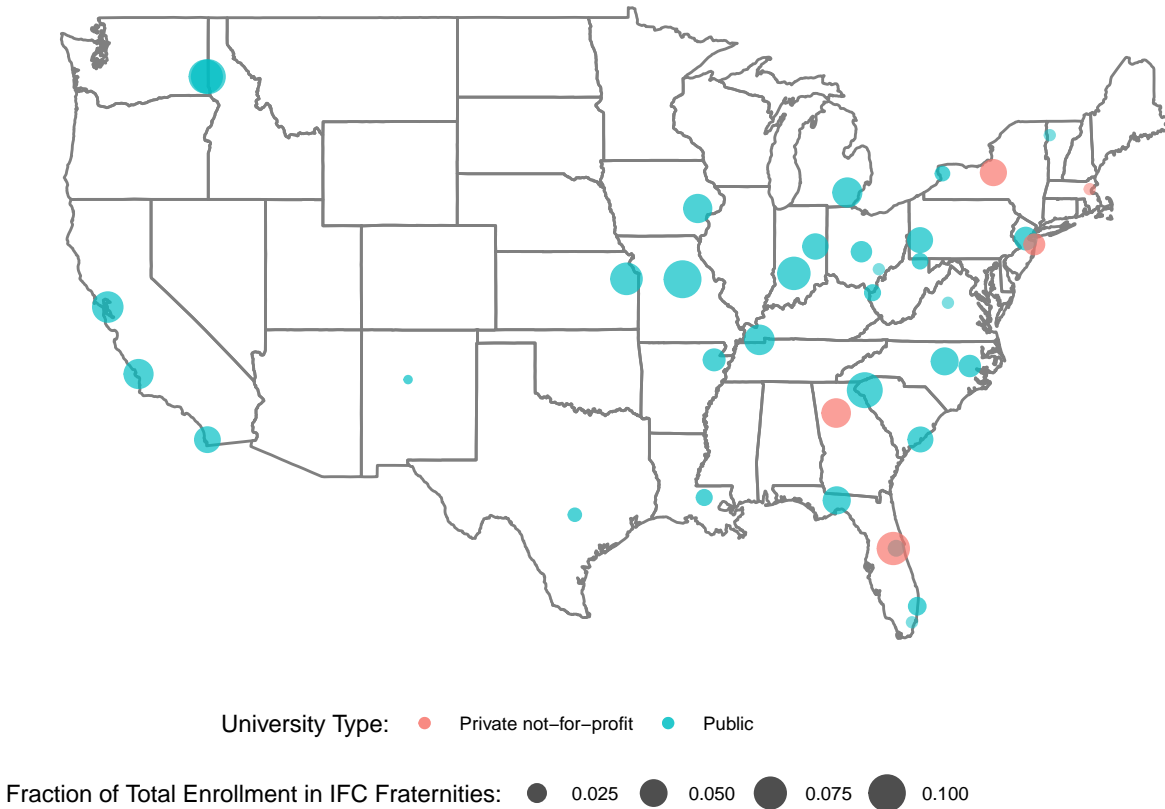 University Type: Private not−for−profit Public
Fraction of Total Enrollment in IFC Fraternities: 0.025 0.050 0.075 0.100